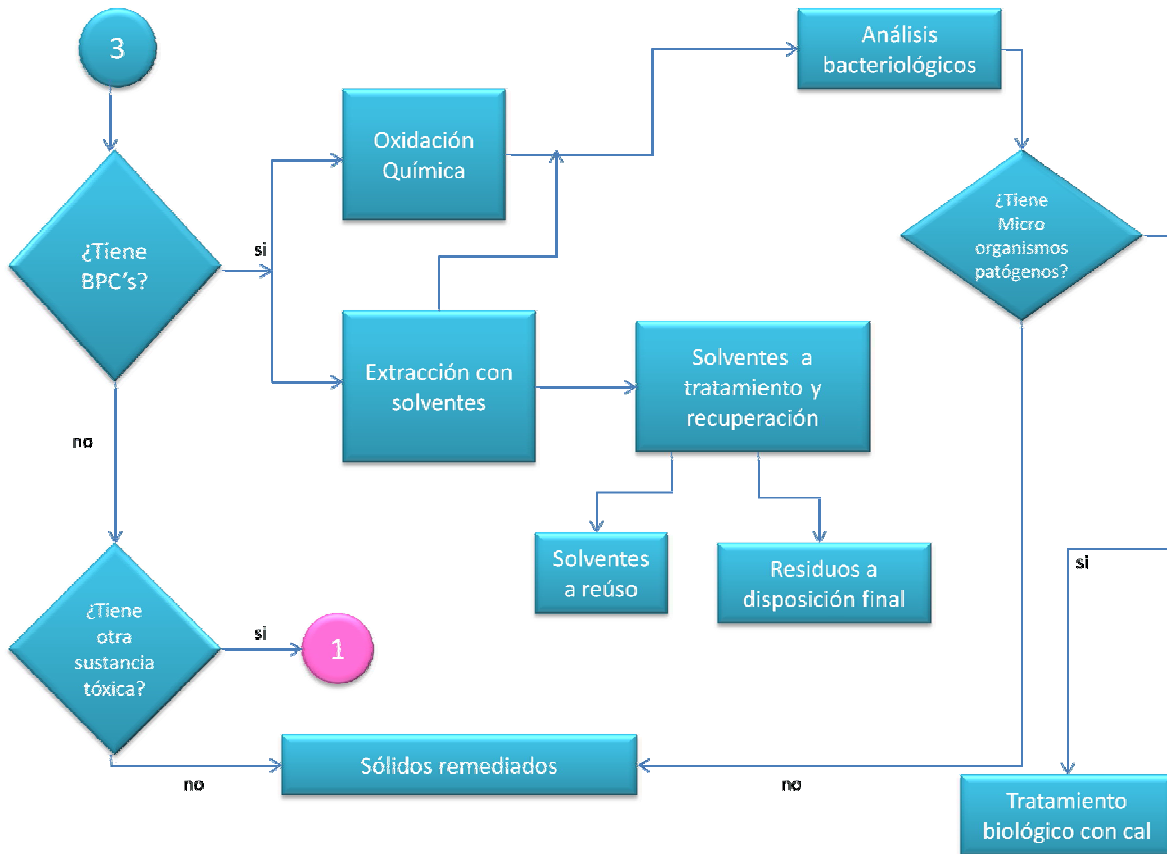 3
Análisis
bacteriológicos
Oxidación
Química
¿Tiene
BPC's?
si
¿Tiene
Micro
organismos
patógenos?
Extracción con
solventes
Solventes a
tratamiento y
recuperación
no
Solventes
a reúso
Residuos a
disposición final
si
¿Tiene
otra
sustancia
tóxica?
si
1
Sólidos remediados
no
no
Tratamiento
biológico con cal